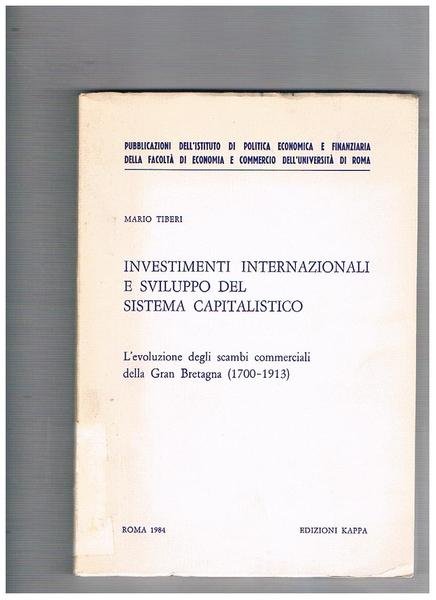 PUBBLICAZIONI DELL'ISTITUTO DI POLITICA ECONOMICA E FINANZIARIA
DELLA FACOLTÀ DI ECONOMIA E COMMERCIO DELL'UNIVERSITÀ DI ROMA
MARIO TIBERI
INVESTIMENTI INTERNAZIONALI
E SVILUPPO DEL
SISTEMA CAPITALISTICO
L'evoluzione degli scambi commerciali
della Gran Bretagna (1700-1913)
ROMA 1984 EDIZIONI KAPPA